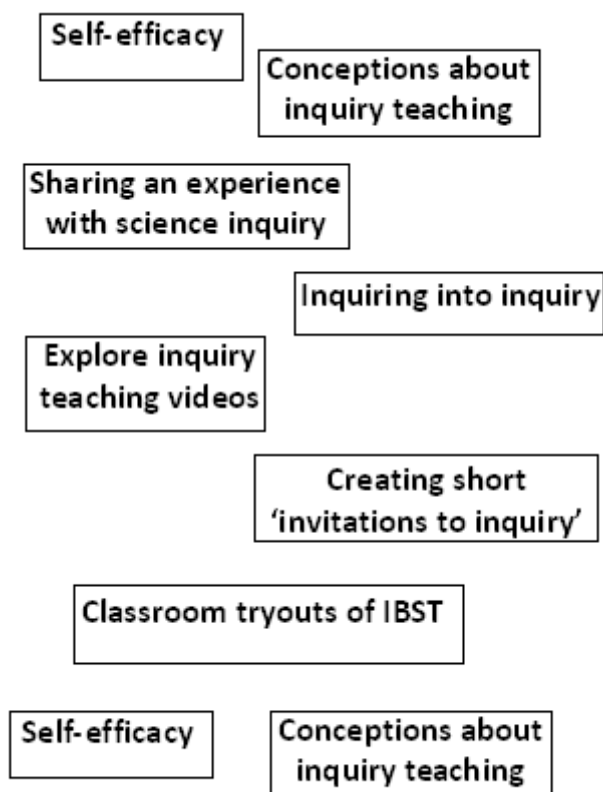 Self-efficacy
Conceptions about
inquiry teaching
Sharing an experience
with science inquiry
Inquiring into inquiry
Explore inquiry
teaching videos
Creating short
‘invitations to inquiry’
Classroom tryouts of IBST
Self-efficacy
Conceptions about
inquiry teaching